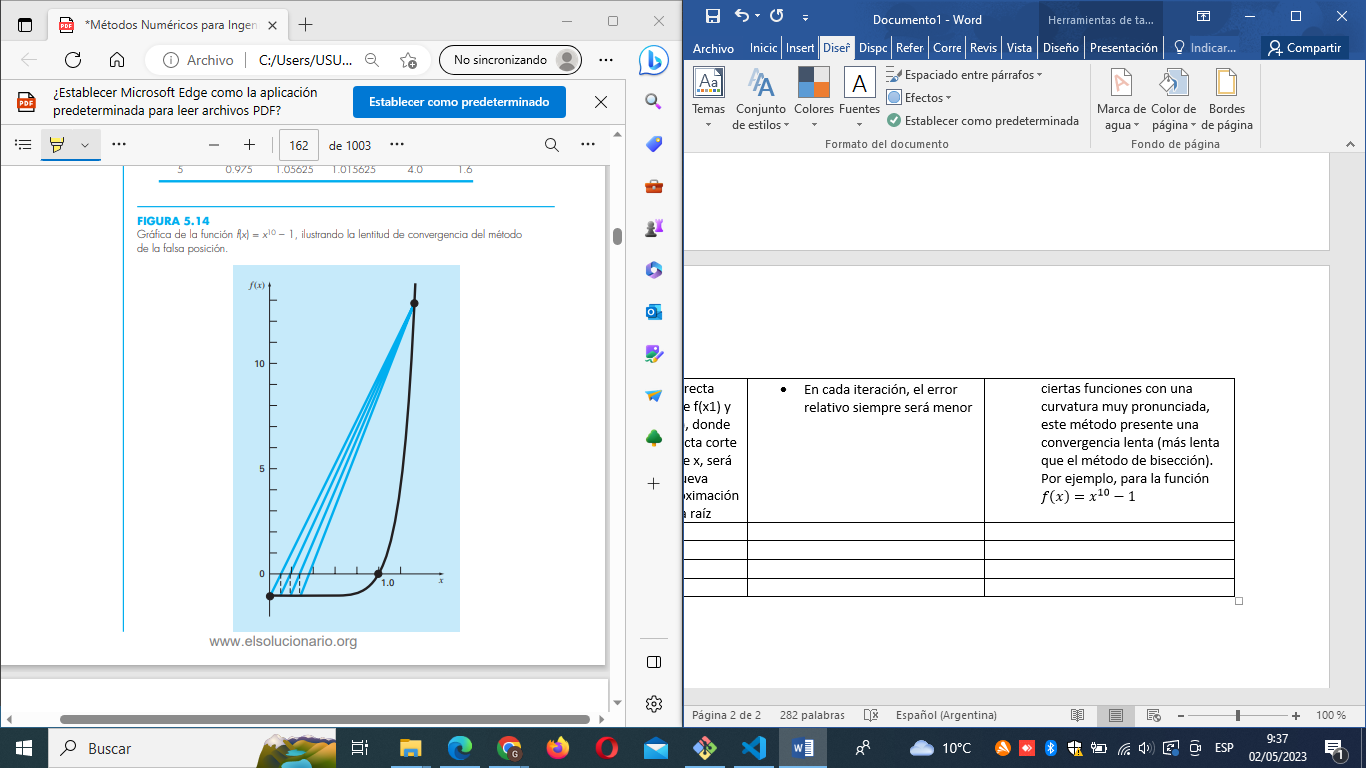 *Métodos Numéricos para Ingen
Archivo
C:/Users/USU...
No sincronizando
¿Establecer Microsoft Edge como la aplicación
predeterminada para leer archivos PDF?
Establecer como predeterminado
162 de 1003
5 0.975 1.05625 1.015625 4.0 1.6
FIGURA 5.14
Gráfica de la función f(x) = x¹⁰ − 1, ilustrando la lentitud de convergencia del método
de la falsa posición.
f(x)
10
5
0
1.0
x
www.elsolucionario.org
Documento1 - Word
Herramientas de ta...
Archivo Inicio Insert Diseñ Dispo Refer Corre Revis Vista Diseño Presentación Indicar... Compartir
Aa
Temas
Conjunto
de estilos
Colores
A
Fuentes
Espaciado entre párrafos
Efectos
Establecer como predeterminada
Formato del documento
A
Marca de
agua
Color de
página
Bordes
de página
Fondo de página
recta
e f(x1) y
), donde
cta corte
e x, será
ueva
oximación
a raíz
• En cada iteración, el error
relativo siempre será menor
ciertas funciones con una
curvatura muy pronunciada,
este método presente una
convergencia lenta (más lenta
que el método de bisección).
Por ejemplo, para la función
f(x) = x¹⁰ − 1
Página 2 de 2 282 palabras Español (Argentina) 100 %
Buscar
10°C
ESP
9:37
02/05/2023
1